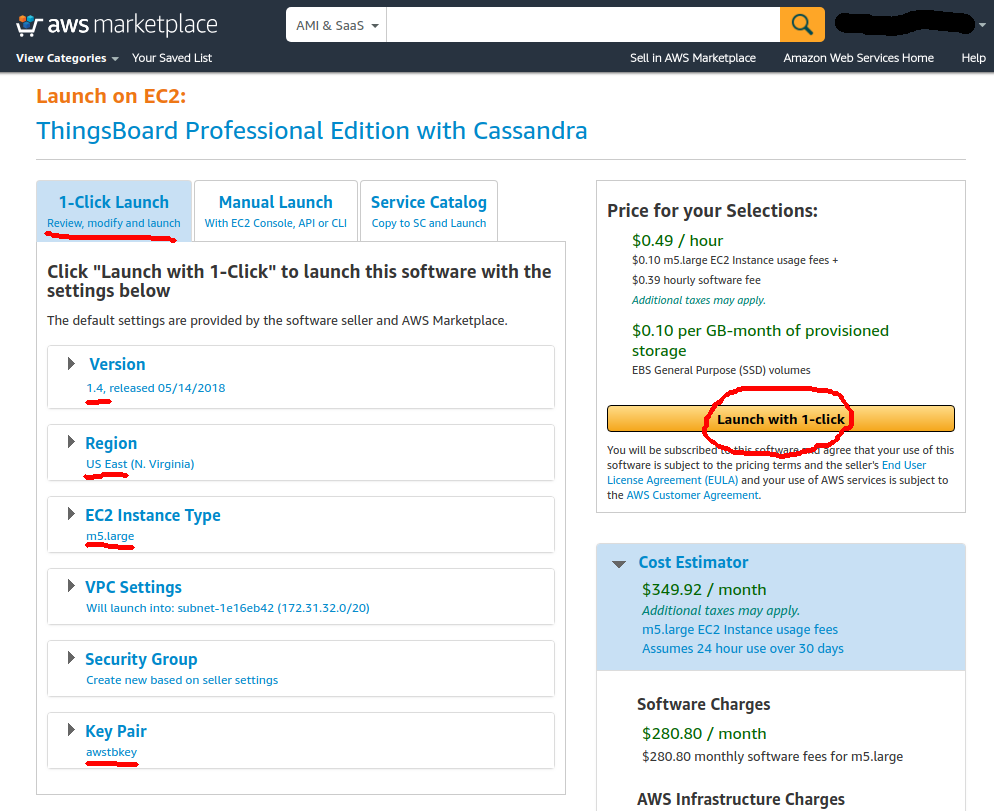 aws marketplace
AMI & SaaS
View Categories
Your Saved List
Sell in AWS Marketplace
Amazon Web Services Home
Help
Launch on EC2:
ThingsBoard Professional Edition with Cassandra
1-Click Launch
Review, modify and launch
Manual Launch
With EC2 Console, API or CLI
Service Catalog
Copy to SC and Launch
Click "Launch with 1-Click" to launch this software with the
settings below
The default settings are provided by the software seller and AWS Marketplace.
Version
1.4, released 05/14/2018
Region
US East (N. Virginia)
EC2 Instance Type
m5.large
VPC Settings
Will launch into: subnet-1e16eb42 (172.31.32.0/20)
Security Group
Create new based on seller settings
Key Pair
awstbkey
Price for your Selections:
$0.49 / hour
$0.10 m5.large EC2 Instance usage fees +
$0.39 hourly software fee
Additional taxes may apply.
$0.10 per GB-month of provisioned
storage
EBS General Purpose (SSD) volumes
Launch with 1-click
You will be subscribed to this software and agree that your use of this
software is subject to the pricing terms and the seller's End User
License Agreement (EULA) and your use of AWS services is subject to
the AWS Customer Agreement.
Cost Estimator
$349.92 / month
Additional taxes may apply.
m5.large EC2 Instance usage fees
Assumes 24 hour use over 30 days
Software Charges
$280.80 / month
$280.80 monthly software fees for m5.large
AWS Infrastructure Charges